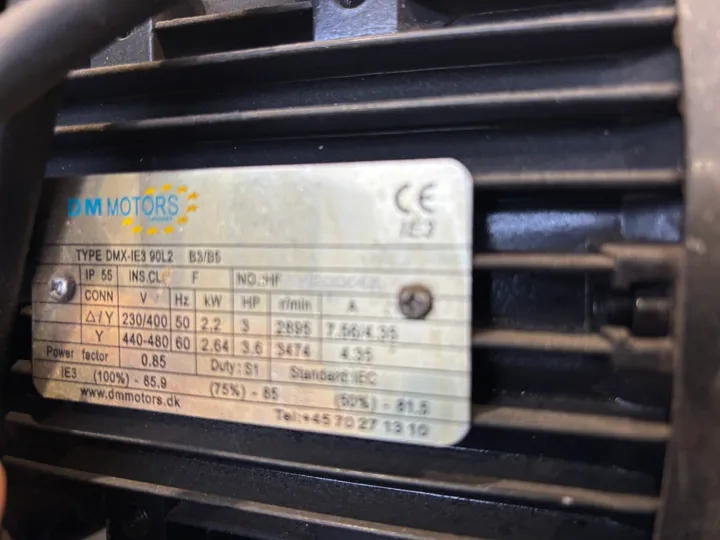 DM MOTORS
CE
IE3
TYPE DMX-IE3 90L2 B3/B5
IP 55 INS.CL F NO.:HF
CONN V Hz kW HP r/min A
△/Y 230/400 50 2,2 3 2895 7.56/4.35
Y 440-480 60 2.64 3.6 3474 4.35
Power factor 0.85 Duty: S1 Standard: IEC
IE3 (100%) - 85,9 (75%) - 85 (50%) - 81.5
www.dmmotors.dk Tel:+45 70 27 13 10